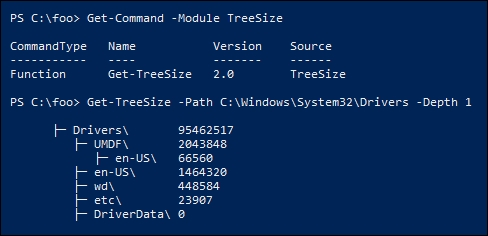 PS C:\foo> Get-Command -Module TreeSize
CommandType   Name             Version    Source
-----------   ----             -------    ------
Function      Get-TreeSize     2.0        TreeSize
PS C:\foo> Get-TreeSize -Path C:\Windows\System32\Drivers -Depth 1
├─ Drivers\       95462517
   ├─ UMDF\       2043848
      ├─ en-US\   66560
   ├─ en-US\      1464320
   ├─ wd\         448584
   ├─ etc\        23907
   ├─ DriverData\ 0